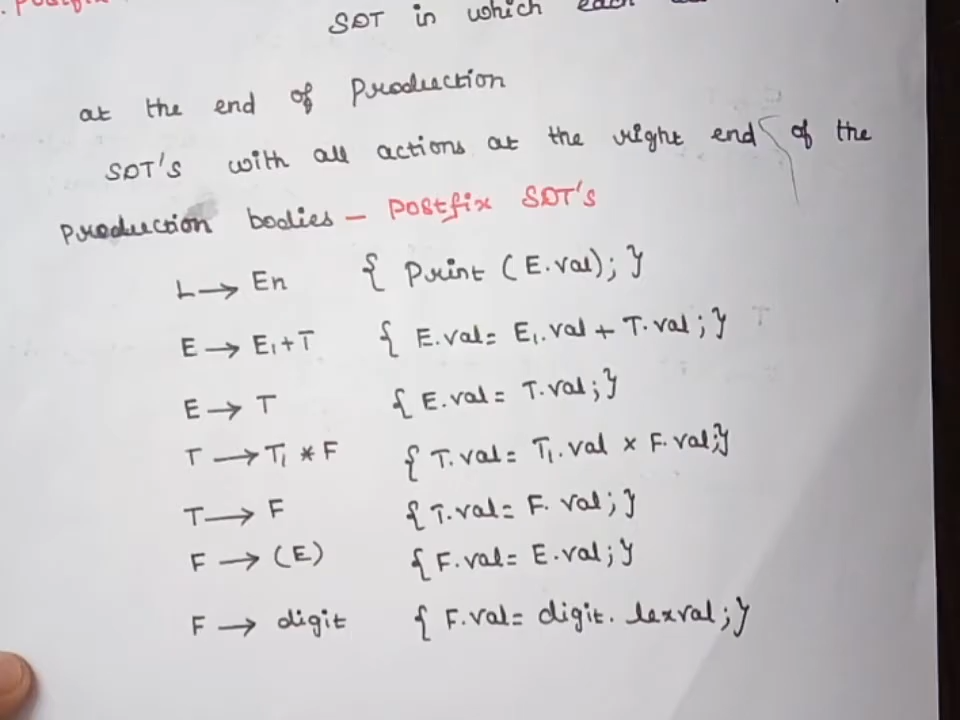 Postfix
SDT in which each
at the end of Production
SDT's with all actions at the right end of the
Production bodies – Postfix SDT's
L → En { Print (E.val); }
E → E₁+T { E.val= E₁.val + T.val; }
E → T { E.val= T.val; }
T → T₁ * F { T.val= T₁.val × F.val; }
T → F { T.val= F.val; }
F → (E) { F.val= E.val; }
F → digit { F.val= digit.lexval; }